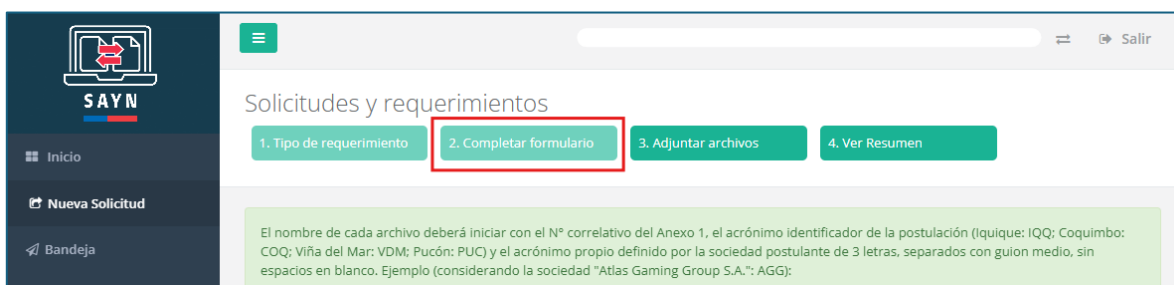 SAYN
Salir
Solicitudes y requerimientos
1. Tipo de requerimiento
2. Completar formulario
3. Adjuntar archivos
4. Ver Resumen
Inicio
Nueva Solicitud
Bandeja
El nombre de cada archivo deberá iniciar con el N° correlativo del Anexo 1, el acrónimo identificador de la postulación (Iquique: IQQ; Coquimbo:
COQ; Viña del Mar: VDM; Pucón: PUC) y el acrónimo propio definido por la sociedad postulante de 3 letras, separados con guion medio, sin
espacios en blanco. Ejemplo (considerando la sociedad "Atlas Gaming Group S.A.": AGG):